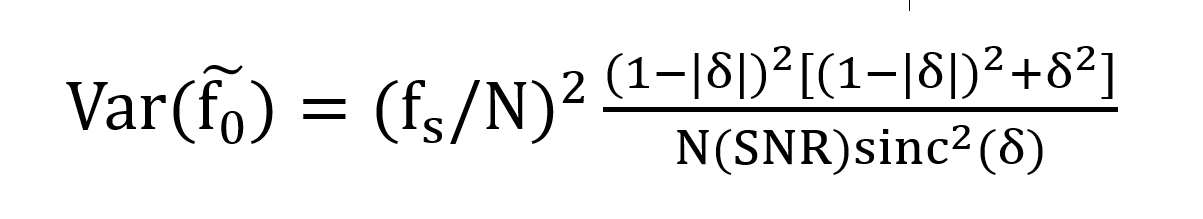 Var(f̃₀) = (fₛ/N)² (1−|δ|)²[(1−|δ|)²+δ²] / N(SNR)sinc²(δ)